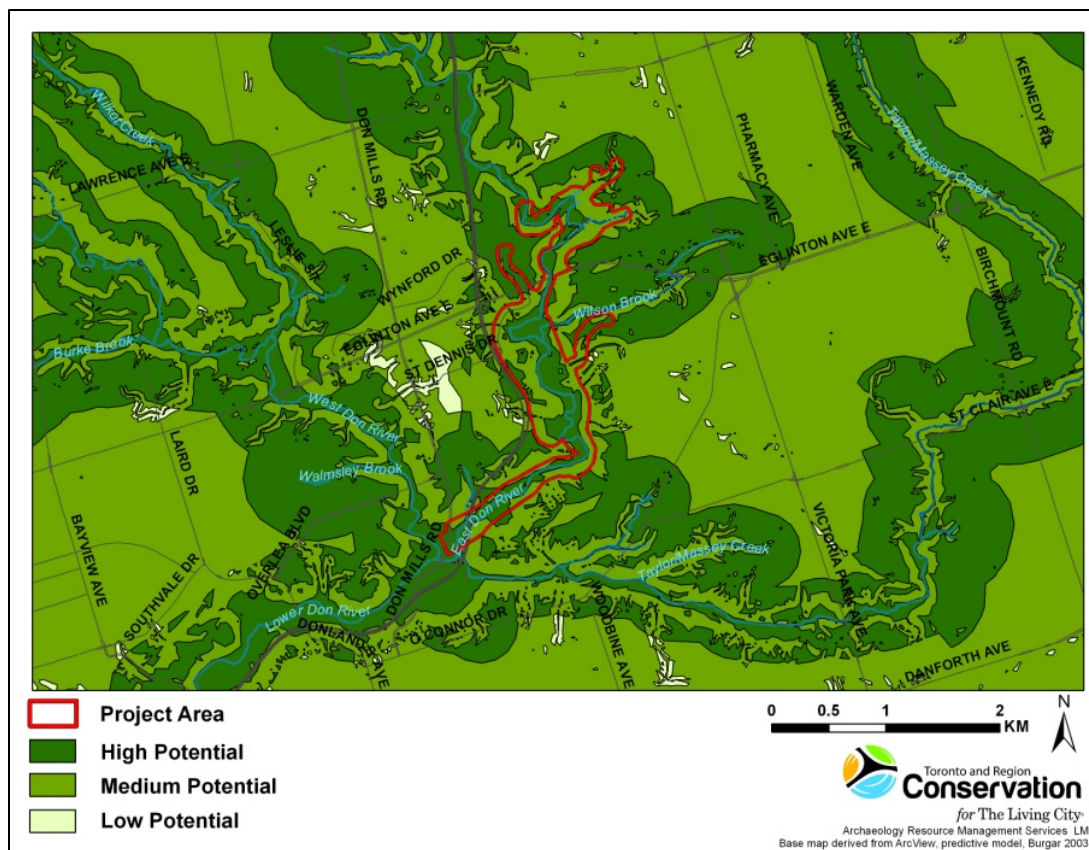 Wilket Creek
LAWRENCE AVE E
DON MILLS RD
LESLIE ST
WYNFORD DR
PHARMACY AVE
WARDEN AVE
KENNEDY RD
Taylor/Massey Creek
EGLINTON AVE E
BIRCHMOUNT RD
Wilson Brook
EGLINTON AVE E
ST DENNIS DR
Burke Brook
West Don River
LAIRD DR
Walmsley Brook
ST CLAIR AVE E
BAYVIEW AVE
SOUTHVALE DR
OVERLEA BLVD
East Don River
DON MILLS RD
Lower Don River
DONLANDS AVE
O CONNOR DR
WOODBINE AVE
Taylor/Massey Creek
VICTORIA PARK AVE
DANFORTH AVE
Project Area
High Potential
Medium Potential
Low Potential
0 0.5 1 2
KM
N
Toronto and Region
Conservation
for The Living City
Archaeology Resource Management Services LM
Base map derived from ArcView, predictive model, Burgar 2003